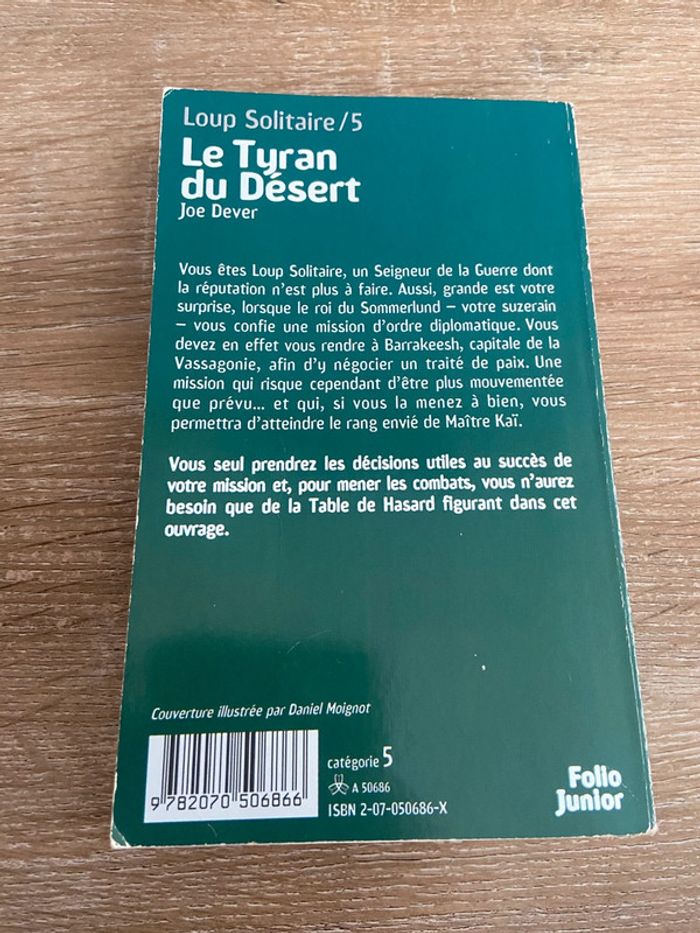 Loup Solitaire/5
Le Tyran
du Désert
Joe Dever
Vous êtes Loup Solitaire, un Seigneur de la Guerre dont
la réputation n'est plus à faire. Aussi, grande est votre
surprise, lorsque le roi du Sommerlund – votre suzerain
– vous confie une mission d'ordre diplomatique. Vous
devez en effet vous rendre à Barrakeesh, capitale de la
Vassagonie, afin d'y négocier un traité de paix. Une
mission qui risque cependant d'être plus mouvementée
que prévu... et qui, si vous la menez à bien, vous
permettra d'atteindre le rang envié de Maître Kaï.
Vous seul prendrez les décisions utiles au succès de
votre mission et, pour mener les combats, vous n'aurez
besoin que de la Table de Hasard figurant dans cet
ouvrage.
Couverture illustrée par Daniel Moignot
catégorie 5
A 50686
ISBN 2-07-050686-X
9 782070 506866
Folio
Junior